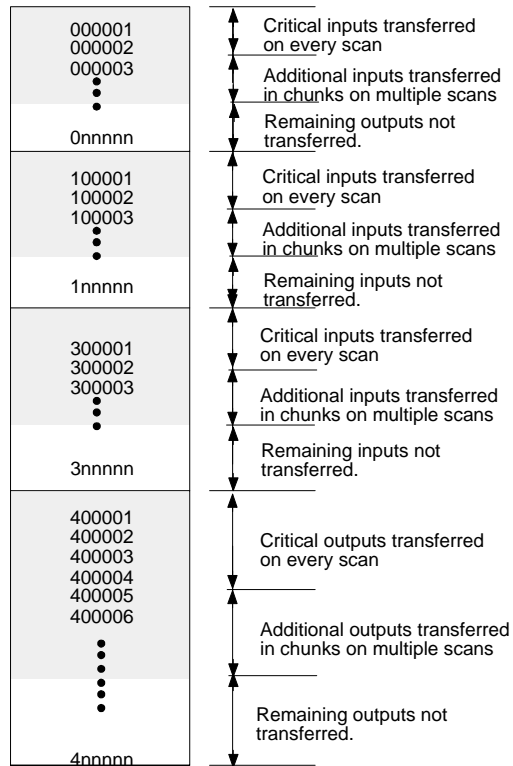 000001
000002
000003
0nnnnn
Critical inputs transferred
on every scan
Additional inputs transferred
in chunks on multiple scans
Remaining outputs not
transferred.
100001
100002
100003
1nnnnn
Critical inputs transferred
on every scan
Additional inputs transferred
in chunks on multiple scans
Remaining inputs not
transferred.
300001
300002
300003
3nnnnn
Critical inputs transferred
on every scan
Additional inputs transferred
in chunks on multiple scans
Remaining inputs not
transferred.
400001
400002
400003
400004
400005
400006
4nnnnn
Critical outputs transferred
on every scan
Additional outputs transferred
in chunks on multiple scans
Remaining outputs not
transferred.